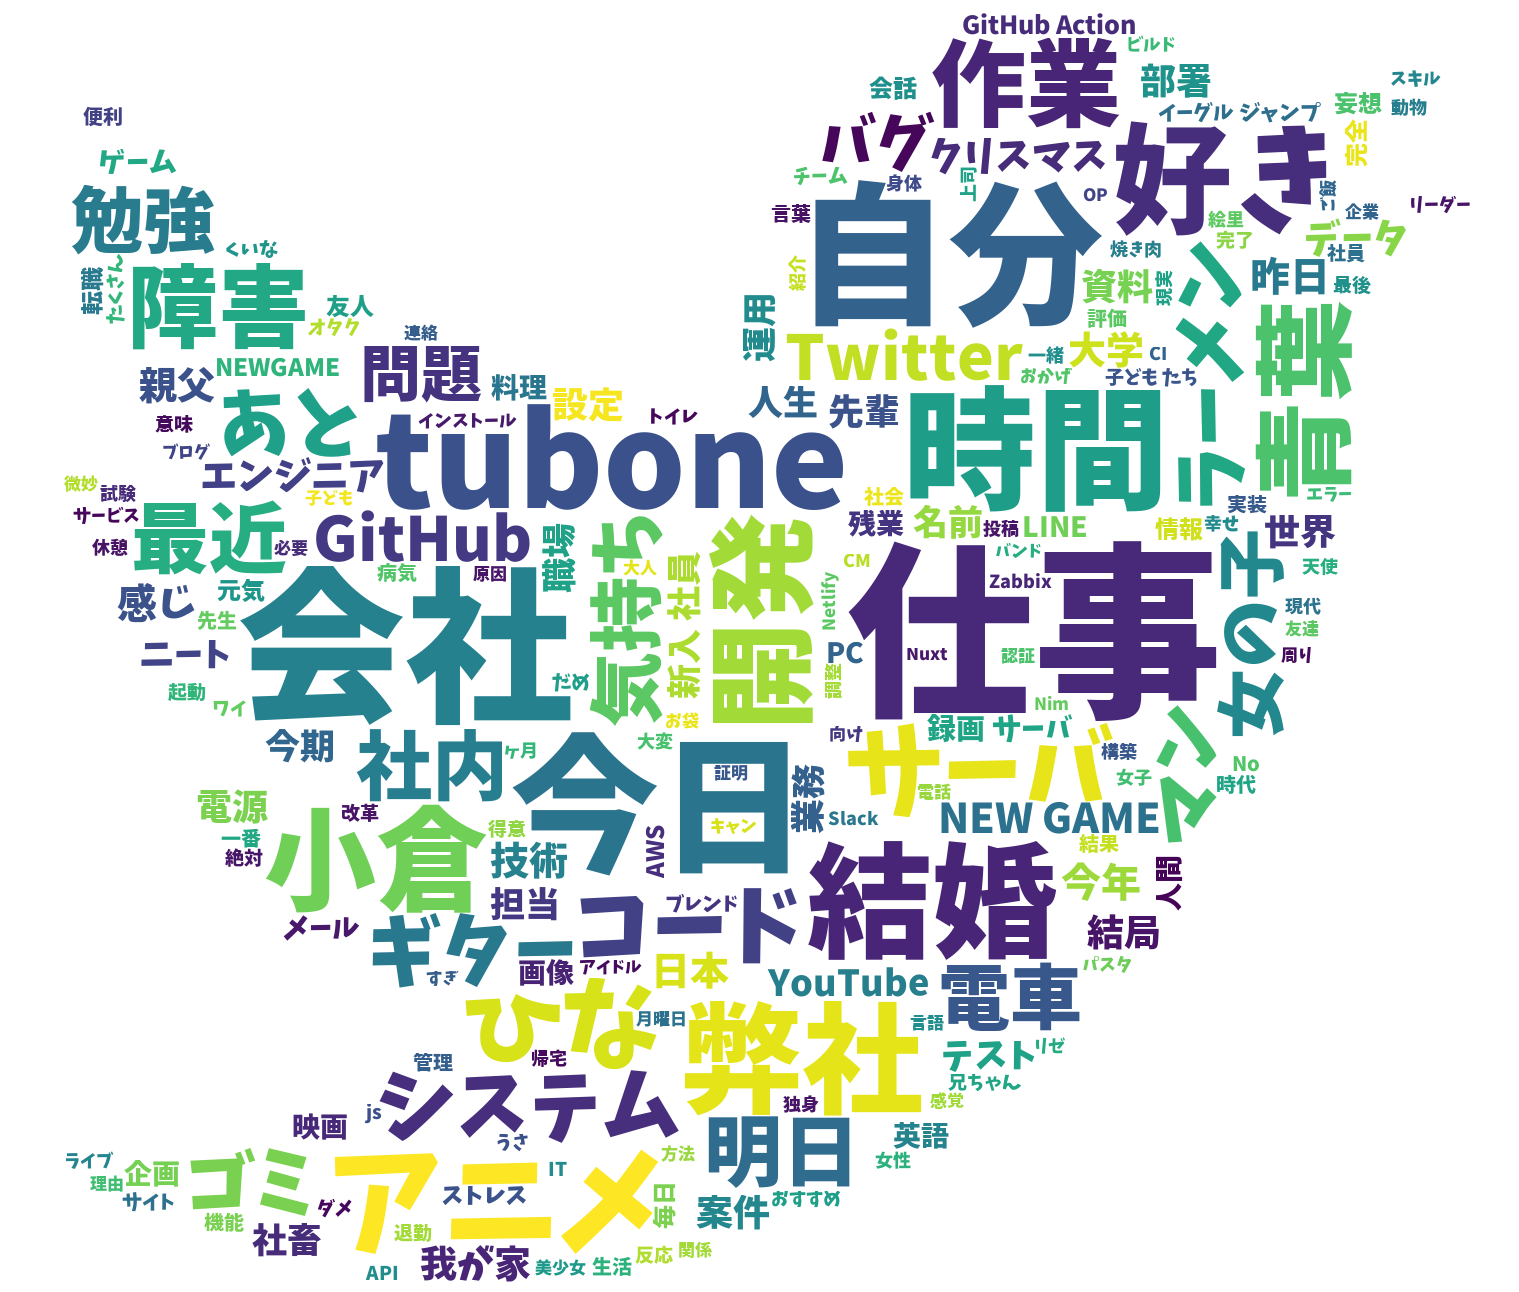 GitHub Action
ビルド
作業
部署
会話
スキル
妄想
動物
便利
バグ
イーグル ジャンプ
クリスマス
好き
完全
ゲーム
チーム
身体
上司
OP
ご飯
勉強
言葉
自分
絵里
企業
リーダー
くいな
完了
データ
転職
たくさん
障害
焼き肉
社員
紹介
資料
現実
昨日
最後
友人
オタク
運用
評価
ラーメン
青葉
連絡
Twitter
一緒
大学
CI
NEWGAME
問題
おかげ
子ども たち
親父
料理
設定
人生
先輩
あと
時間
意味
インストール
トイレ
tubone
ブログ
エンジニア
微妙
試験
子ども
社会
エラー
実装
サービス
最近
GitHub
残業
名前
投稿
LINE
情報
幸せ
世界
休憩
必要
職場
気持ち
開発
仕事
バンド
女の子
病気
原因
大人
社員
CM
Zabbix
天使
感じ
元気
会社
Netlify
先生
現代
友達
ニート
新入
PC
Nuxt
認証
周り
起動
だめ
調整
ワイ
お袋
Nim
今期
社内
ヶ月
大変
向け
録画 サーバ
サーバ
構築
マン
今日
証明
業務
女子
No
時代
電源
改革
電話
小倉
得意
キャン
Slack
NEW GAME
一番
絶対
技術
AWS
結果
結婚
今年
人間
担当
コード
ブレンド
メール
ギター
結局
すぎ
画像
アイドル
日本
YouTube
電車
パスタ
ひな
月曜日
弊社
言語
テスト
リゼ
管理
帰宅
兄ちゃん
システム
独身
感覚
js
映画
うさ
明日
英語
ライブ
企画
ゴミ
アニメ
IT
方法
女性
理由
サイト
ダメ
ストレス
毎日
案件
おすすめ
機能
社畜
退勤
我が家
反応
関係
API
美少女
生活